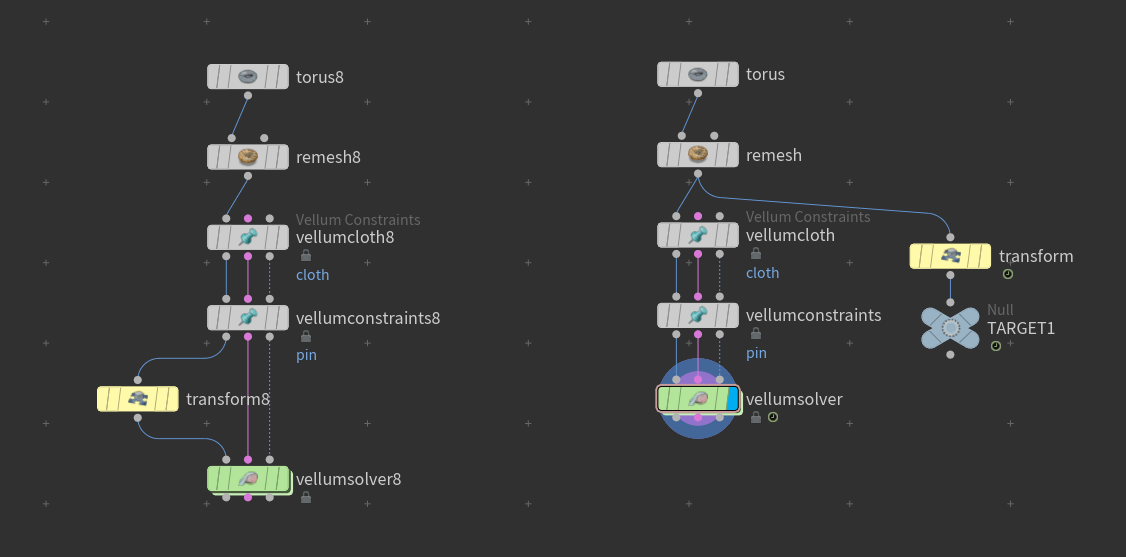 torus8
remesh8
Vellum Constraints
vellumcloth8
cloth
vellumconstraints8
pin
transform8
vellumsolver8
torus
remesh
Vellum Constraints
vellumcloth
cloth
vellumconstraints
pin
vellumsolver
transform
Null
TARGET1